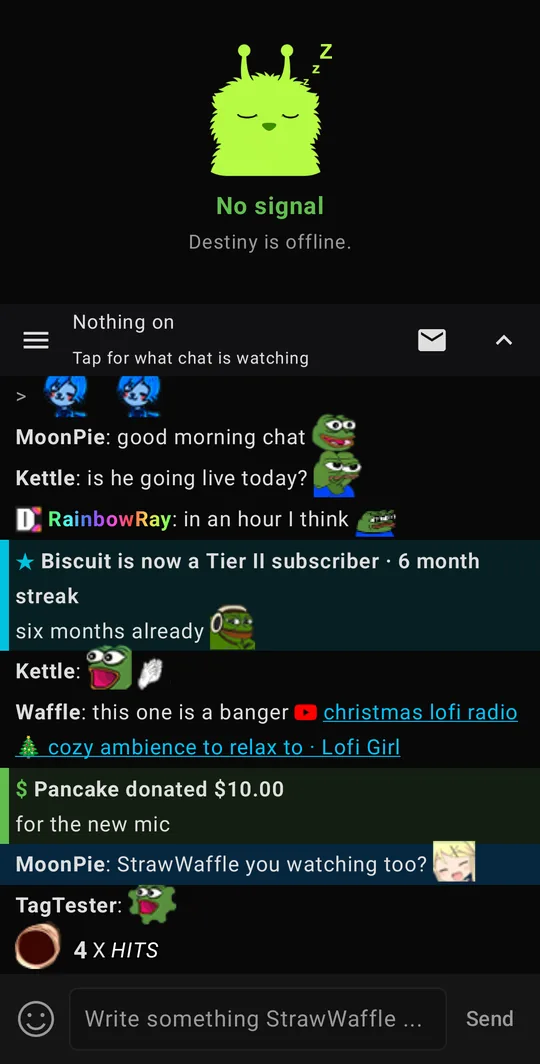 z z Z
No signal
Destiny is offline.
Nothing on
Tap for what chat is watching
>
MoonPie: good morning chat
Kettle: is he going live today?
D RainbowRay: in an hour I think
★ Biscuit is now a Tier II subscriber · 6 month
streak
six months already
Kettle:
Waffle: this one is a banger christmas lofi radio
🎄 cozy ambience to relax to · Lofi Girl
$ Pancake donated $10.00
for the new mic
MoonPie: StrawWaffle you watching too?
TagTester:
4 X HITS
Write something StrawWaffle ...
Send